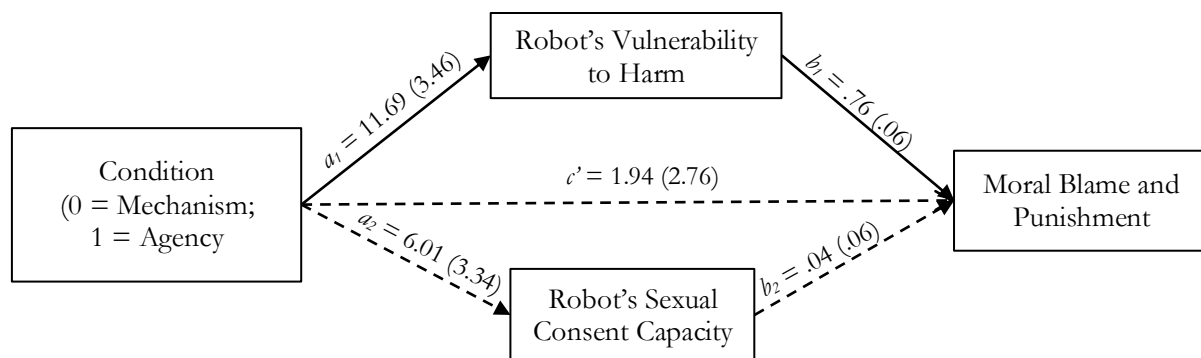 Robot's Vulnerability
to Harm
a₁ = 11.69 (3.46)
b₁ = .76 (.06)
Condition
(0 = Mechanism;
1 = Agency
c' = 1.94 (2.76)
Moral Blame and
Punishment
a₂ = 6.01 (3.34)
b₂ = .04 (.06)
Robot's Sexual
Consent Capacity